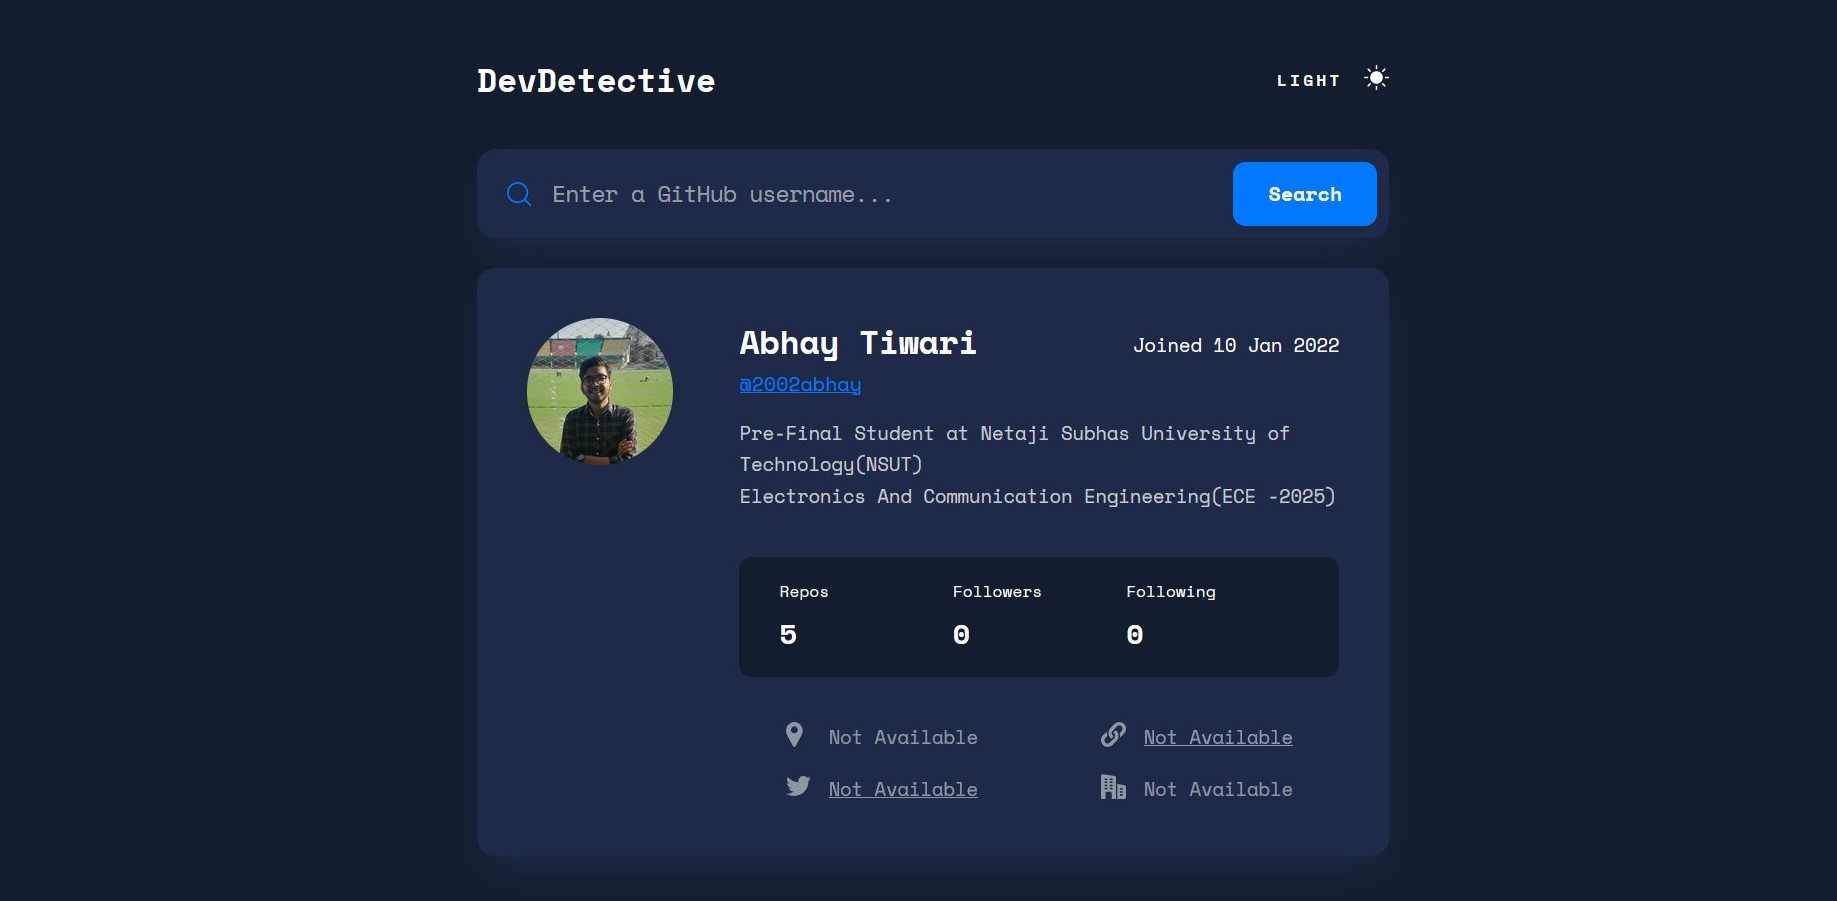 DevDetective
LIGHT
Enter a GitHub username...
Search
Abhay Tiwari
Joined 10 Jan 2022
@2002abhay
Pre-Final Student at Netaji Subhas University of
Technology(NSUT)
Electronics And Communication Engineering(ECE -2025)
Repos Followers Following
5 0 0
Not Available Not Available
Not Available Not Available